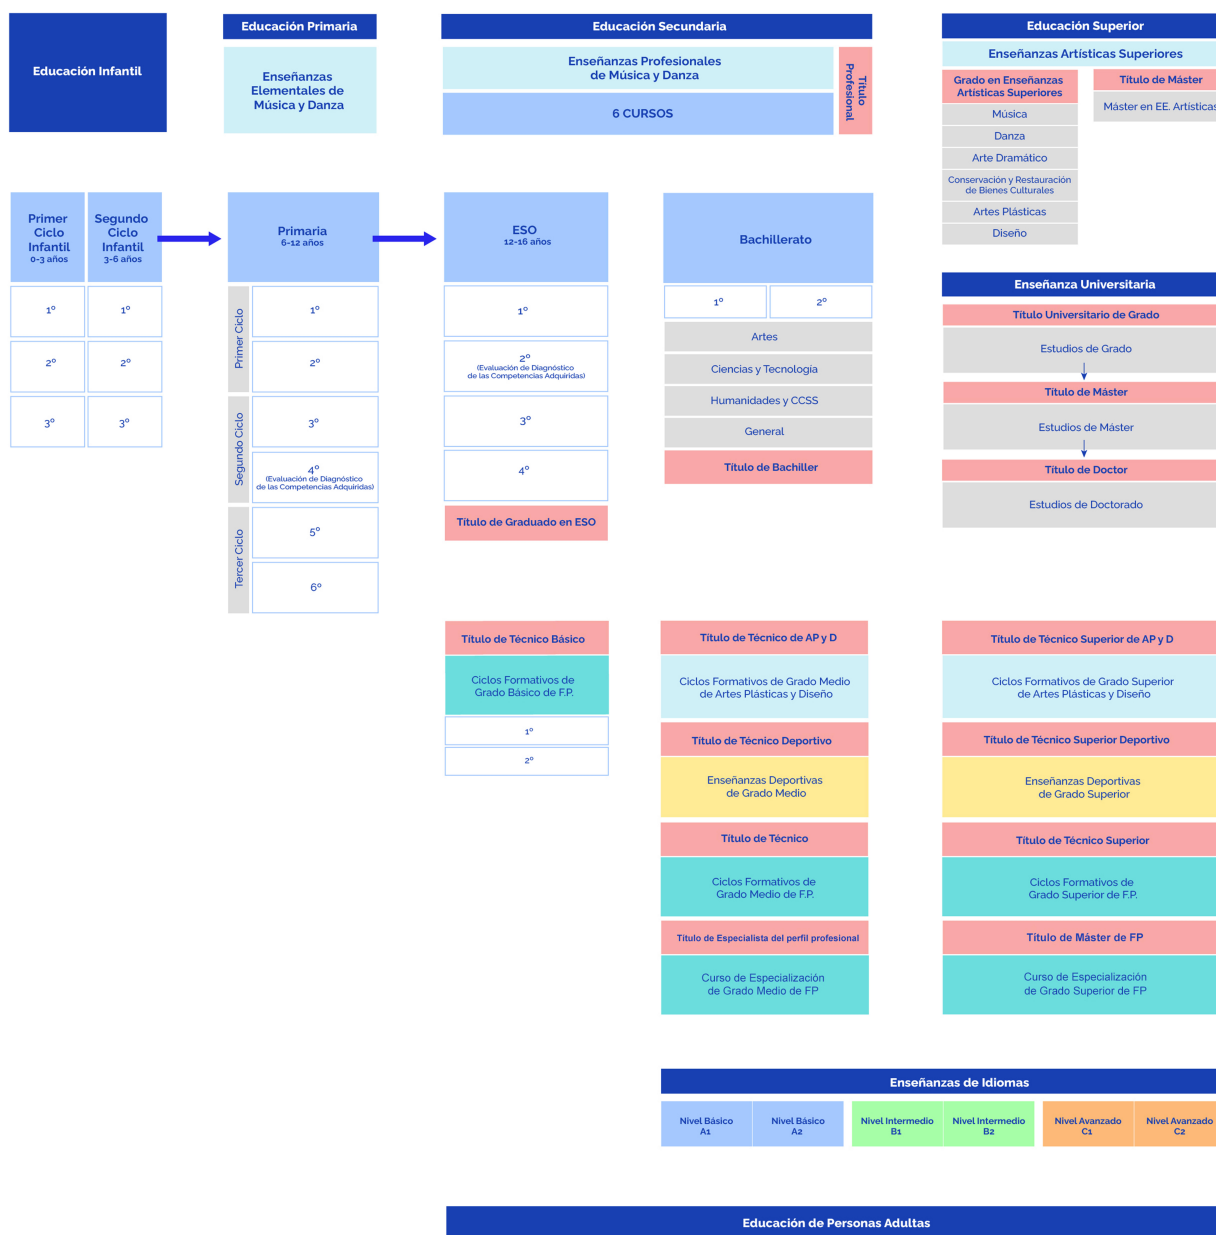 Educación Infantil
Educación Primaria
Enseñanzas
Elementales de
Música y Danza
Educación Secundaria
Enseñanzas Profesionales
de Música y Danza
6 CURSOS
Título
Profesional
Educación Superior
Enseñanzas Artísticas Superiores
Grado en Enseñanzas
Artísticas Superiores
Música
Danza
Arte Dramático
Conservación y Restauración
de Bienes Culturales
Artes Plásticas
Diseño
Título de Máster
Máster en EE. Artísticas
Primer
Ciclo
Infantil
0-3 años
1º
2º
3º
Segundo
Ciclo
Infantil
3-6 años
1º
2º
3º
Primaria
6-12 años
Primer Ciclo
1º
2º
Segundo Ciclo
3º
4º
(Evaluación de Diagnóstico
de las Competencias Adquiridas)
Tercer Ciclo
5º
6º
ESO
12-16 años
1º
2º
(Evaluación de Diagnóstico
de las Competencias Adquiridas)
3º
4º
Título de Graduado en ESO
Bachillerato
1º
2º
Artes
Ciencias y Tecnología
Humanidades y CCSS
General
Título de Bachiller
Enseñanza Universitaria
Título Universitario de Grado
Estudios de Grado
Título de Máster
Estudios de Máster
Título de Doctor
Estudios de Doctorado
Título de Técnico Básico
Ciclos Formativos de
Grado Básico de F.P.
1º
2º
Título de Técnico de AP y D
Ciclos Formativos de Grado Medio
de Artes Plásticas y Diseño
Título de Técnico Deportivo
Enseñanzas Deportivas
de Grado Medio
Título de Técnico
Ciclos Formativos de
Grado Medio de F.P.
Título de Especialista del perfil profesional
Curso de Especialización
de Grado Medio de FP
Título de Técnico Superior de AP y D
Ciclos Formativos de Grado Superior
de Artes Plásticas y Diseño
Título de Técnico Superior Deportivo
Enseñanzas Deportivas
de Grado Superior
Título de Técnico Superior
Ciclos Formativos de
Grado Superior de F.P.
Título de Máster de FP
Curso de Especialización
de Grado Superior de FP
Enseñanzas de Idiomas
Nivel Básico
A1
Nivel Básico
A2
Nivel Intermedio
B1
Nivel Intermedio
B2
Nivel Avanzado
C1
Nivel Avanzado
C2
Educación de Personas Adultas